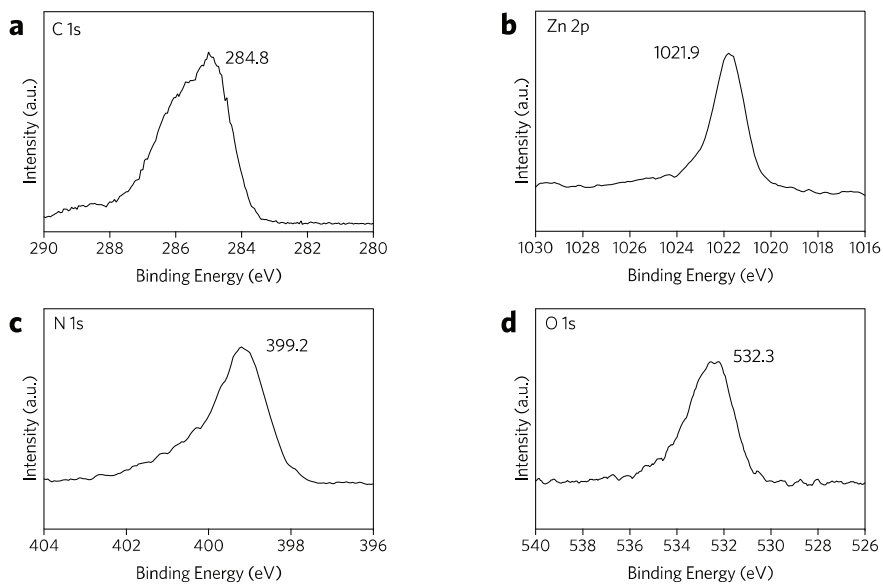 a
C 1s
284.8
Intensity (a.u.)
290 288 286 284 282 280
Binding Energy (eV)
b
Zn 2p
1021.9
Intensity (a.u.)
1030 1028 1026 1024 1022 1020 1018 1016
Binding Energy (eV)
c
N 1s
399.2
Intensity (a.u.)
404 402 400 398 396
Binding Energy (eV)
d
O 1s
532.3
Intensity (a.u.)
540 538 536 534 532 530 528 526
Binding Energy (eV)